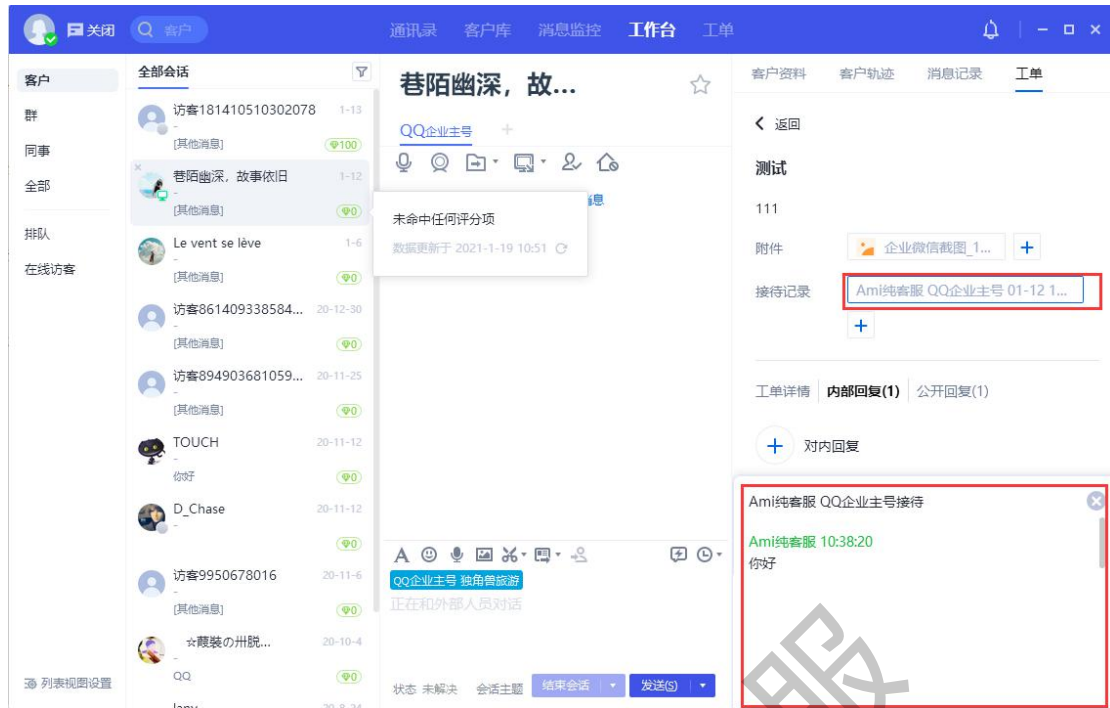 关闭
客户
通讯录
客户库
消息监控
工作台
工单
客户
群
同事
全部
排队
在线访客
列表视图设置
全部会话
访客181410510302078 1-13
-
[其他消息] 100
巷陌幽深，故事依旧 1-12
-
[其他消息] 0
Le vent se lève 1-6
-
[其他消息] 0
访客861409338584... 20-12-30
-
[其他消息] 0
访客894903681059... 20-11-25
-
[其他消息] 0
TOUCH 20-11-12
-
你好 0
D_Chase 20-11-12
-
0
访客9950678016 20-11-6
-
[其他消息] 0
20-10-4
-
QQ 0
巷陌幽深，故...
QQ企业主号
息
未命中任何评分项
数据更新于 2021-1-19 10:51
QQ企业主号 独角兽旅游
正在和外部人员对话
状态 未解决 会话主题 结束会话 发送(S)
客户资料 客户轨迹 消息记录 工单
返回
测试
111
附件 企业微信截图_1...
接待记录 Ami纯客服 QQ企业主号 01-12 1...
工单详情 内部回复(1) 公开回复(1)
对内回复
Ami纯客服 QQ企业主号接待
Ami纯客服 10:38:20
你好
服